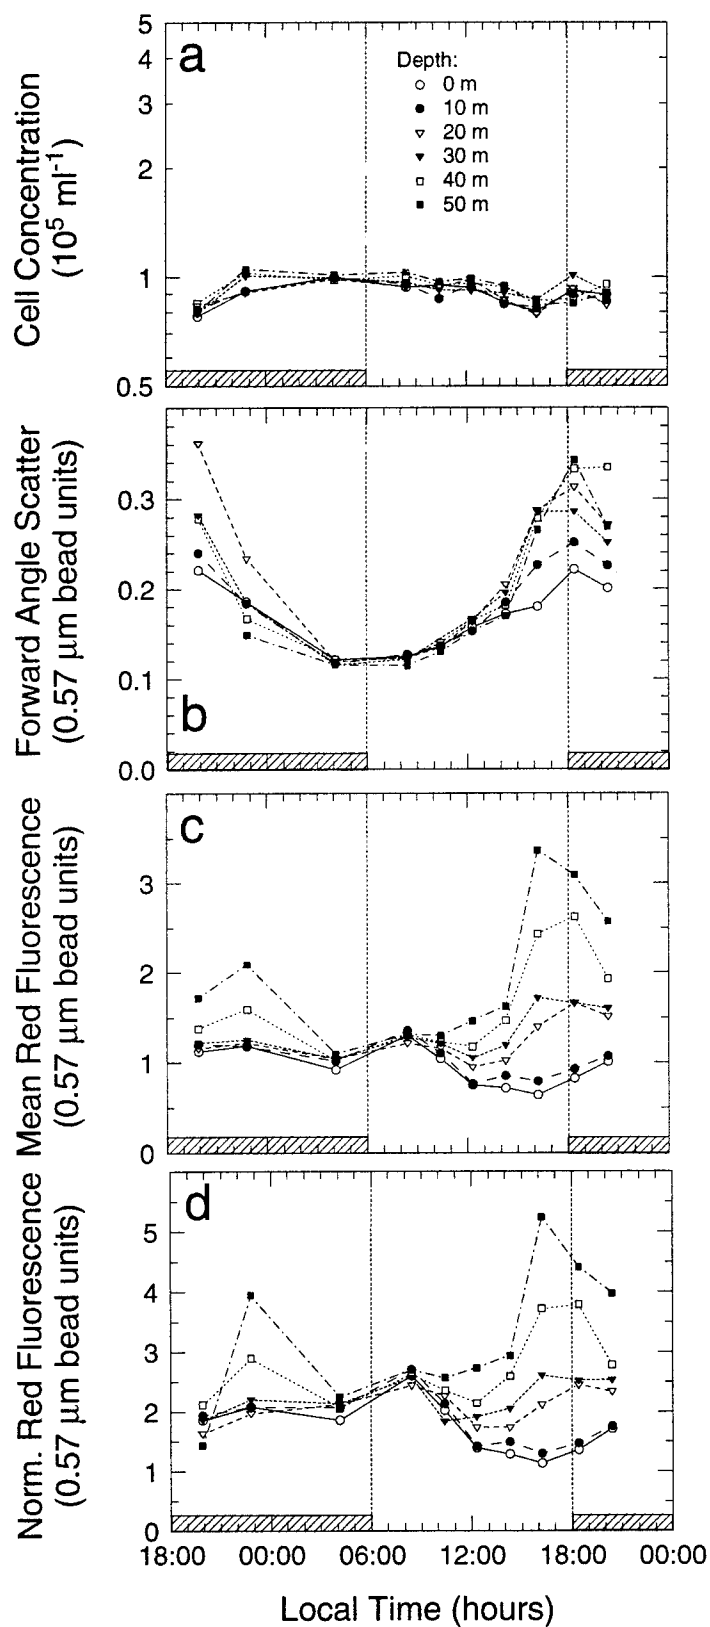 a
Depth:
0 m
10 m
20 m
30 m
40 m
50 m
5
4
3
2
1
0.5
Cell Concentration
(10⁵ ml⁻¹)
b
0.3
0.2
0.1
0.0
Forward Angle Scatter
(0.57 µm bead units)
c
3
2
1
0
Mean Red Fluorescence
(0.57 µm bead units)
d
5
4
3
2
1
0
Norm. Red Fluorescence
(0.57 µm bead units)
18:00 00:00 06:00 12:00 18:00 00:00
Local Time (hours)